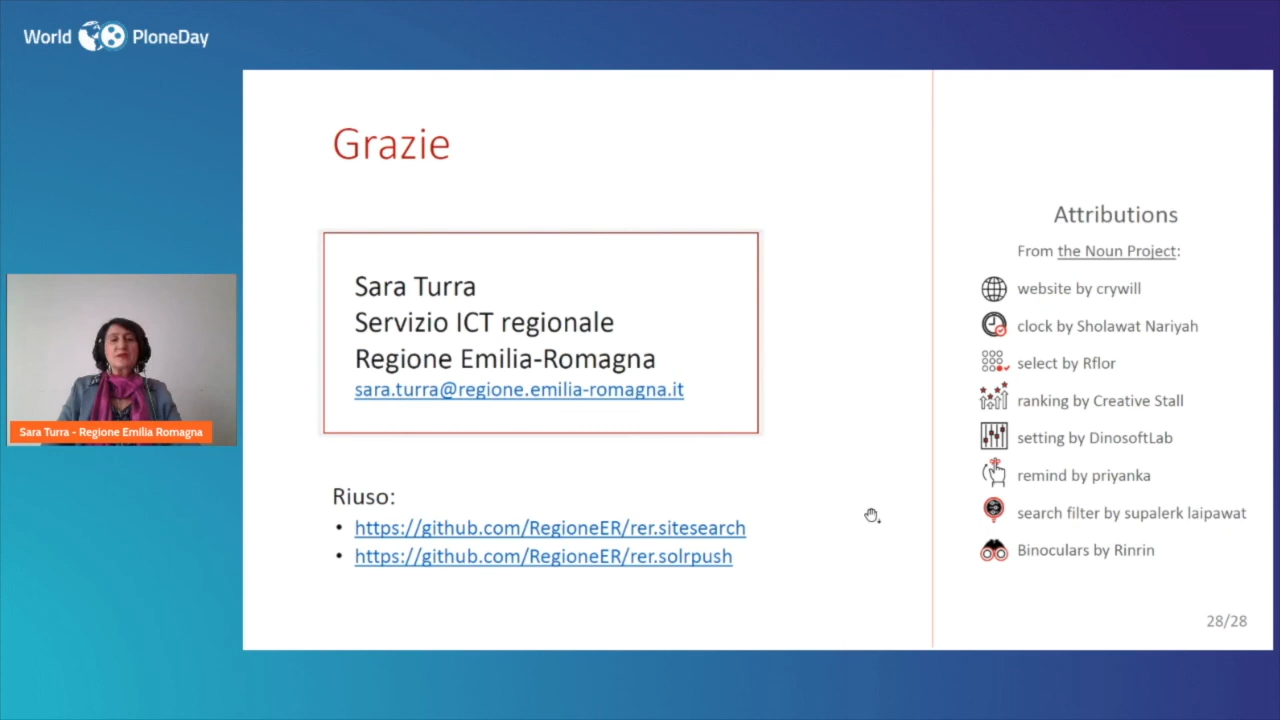 World PloneDay
Grazie
Sara Turra
Servizio ICT regionale
Regione Emilia-Romagna
sara.turra@regione.emilia-romagna.it
Riuso:
• https://github.com/RegioneER/rer.sitesearch
• https://github.com/RegioneER/rer.solrpush
Attributions
From the Noun Project:
website by crywill
clock by Sholawat Nariyah
select by Rflor
ranking by Creative Stall
setting by DinosoftLab
remind by priyanka
search filter by supalerk laipawat
Binoculars by Rinrin
28/28
Sara Turra - Regione Emilia Romagna